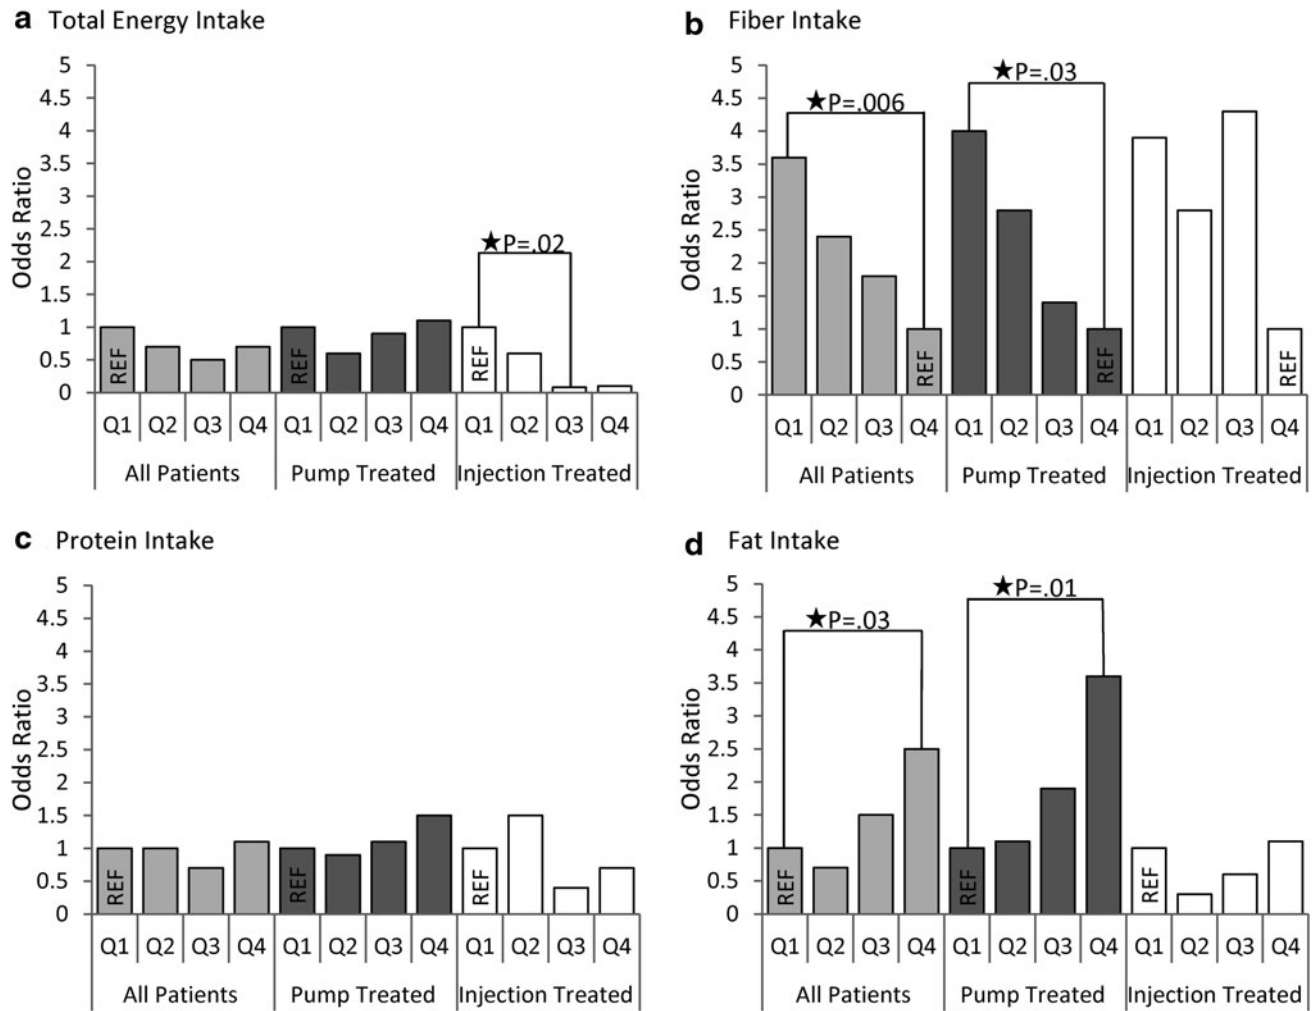 a Total Energy Intake
Odds Ratio
5
4.5
4
3.5
3
2.5
2
1.5
1
0.5
0
★P=.02
REF
REF
REF
Q1 Q2 Q3 Q4 Q1 Q2 Q3 Q4 Q1 Q2 Q3 Q4
All Patients Pump Treated Injection Treated
b Fiber Intake
Odds Ratio
5
4.5
4
3.5
3
2.5
2
1.5
1
0.5
0
★P=.006
★P=.03
REF
REF
REF
Q1 Q2 Q3 Q4 Q1 Q2 Q3 Q4 Q1 Q2 Q3 Q4
All Patients Pump Treated Injection Treated
c Protein Intake
Odds Ratio
5
4.5
4
3.5
3
2.5
2
1.5
1
0.5
0
REF
REF
REF
Q1 Q2 Q3 Q4 Q1 Q2 Q3 Q4 Q1 Q2 Q3 Q4
All Patients Pump Treated Injection Treated
d Fat Intake
Odds Ratio
5
4.5
4
3.5
3
2.5
2
1.5
1
0.5
0
★P=.03
★P=.01
REF
REF
REF
Q1 Q2 Q3 Q4 Q1 Q2 Q3 Q4 Q1 Q2 Q3 Q4
All Patients Pump Treated Injection Treated